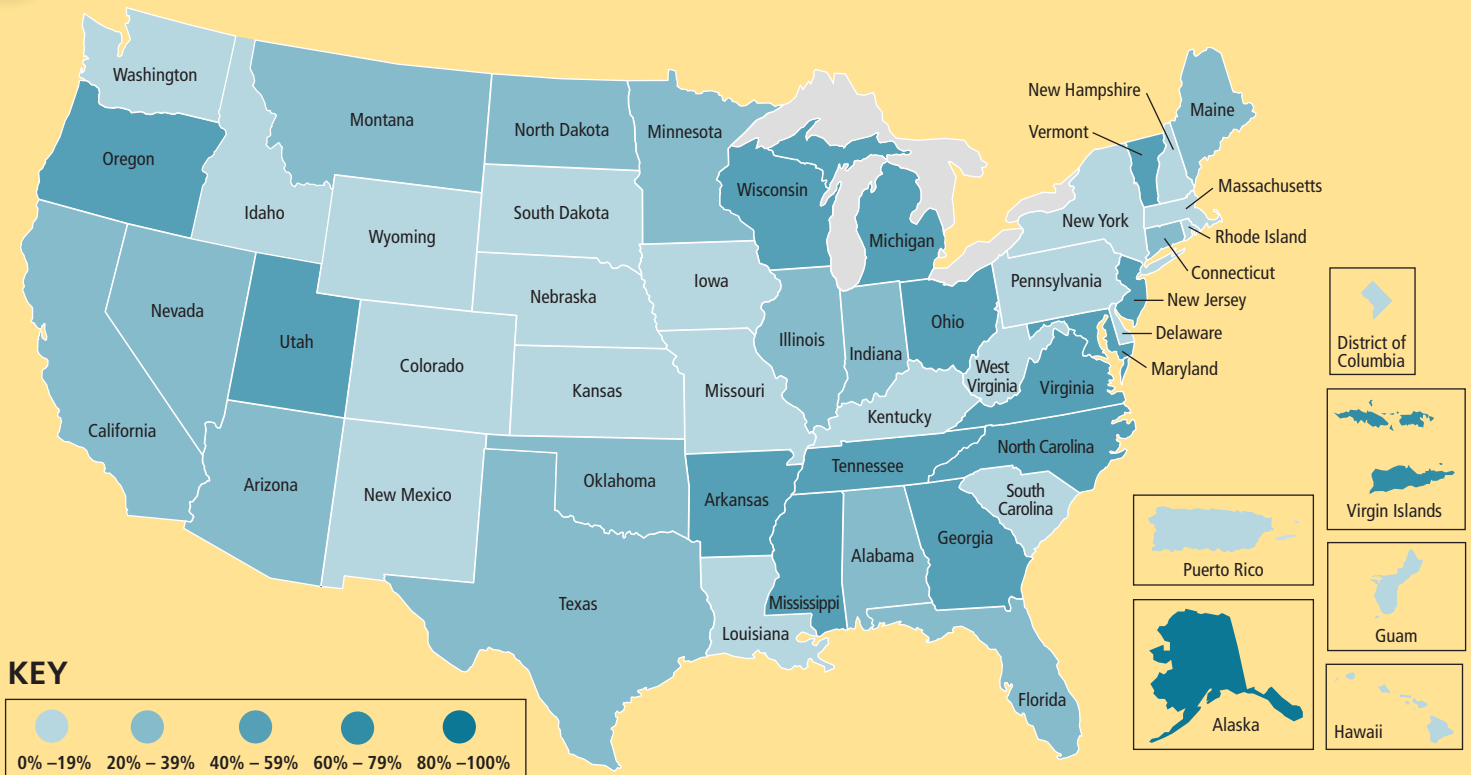 Washington
Oregon
Idaho
Montana
Wyoming
North Dakota
South Dakota
Nebraska
Minnesota
Iowa
Wisconsin
Michigan
California
Nevada
Utah
Colorado
Kansas
Missouri
Illinois
Indiana
Ohio
Kentucky
West
Virginia
Virginia
Pennsylvania
New York
New Hampshire
Vermont
Maine
Massachusetts
Rhode Island
Connecticut
New Jersey
Delaware
Maryland
District of
Columbia
Arizona
New Mexico
Oklahoma
Texas
Arkansas
Louisiana
Tennessee
Mississippi
Alabama
Georgia
North Carolina
South
Carolina
Florida
Virgin Islands
Puerto Rico
Guam
Alaska
Hawaii
KEY
0% –19%
20% – 39%
40% – 59%
60% – 79%
80% –100%